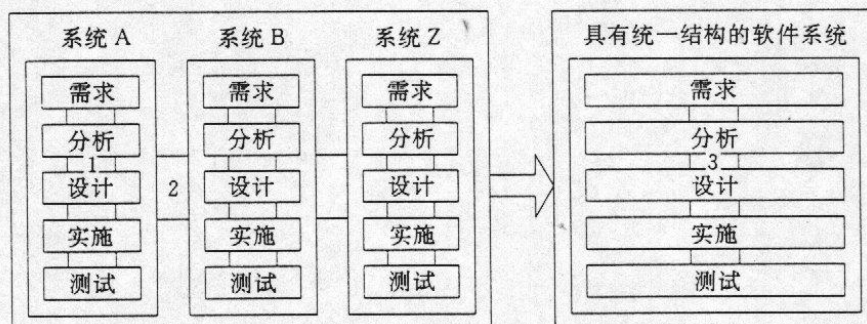 系统 A 系统 B 系统 Z 具有统一结构的软件系统
需求 需求 需求 需求
分析 分析 分析 分析
1 3
设计 2 设计 设计 设计
实施 实施 实施 实施
测试 测试 测试 测试